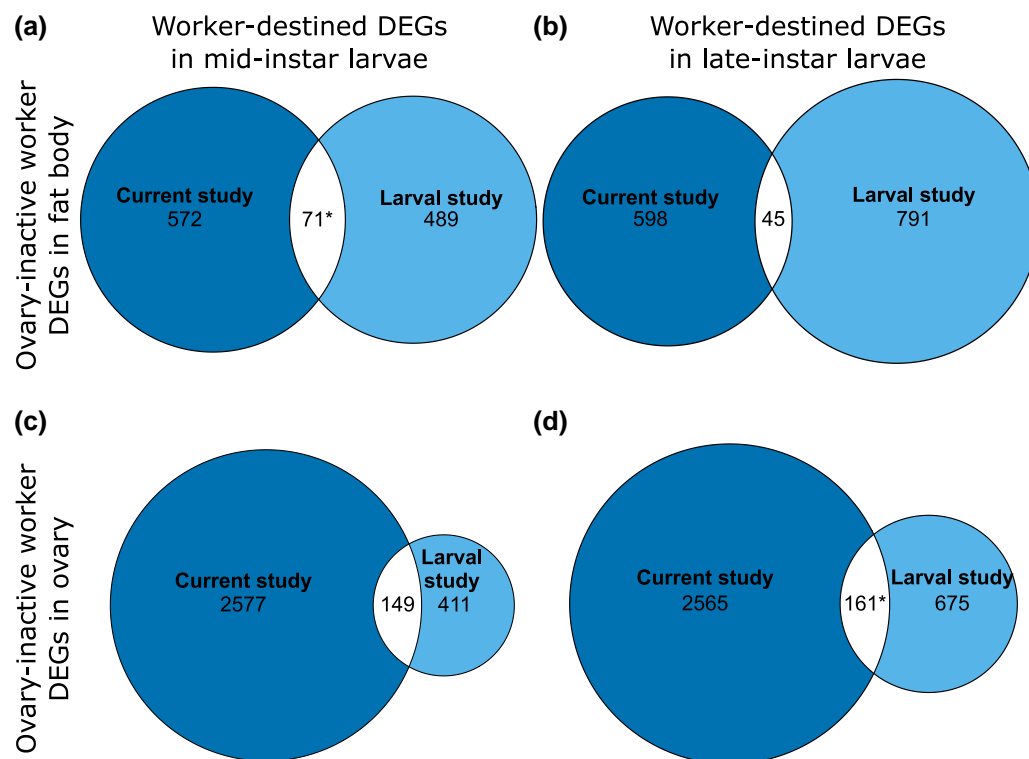 (a)
Worker-destined DEGs
in mid-instar larvae
(b)
Worker-destined DEGs
in late-instar larvae
Ovary-inactive worker
DEGs in fat body
Current study
572
71*
Larval study
489
Current study
598
45
Larval study
791
(c)
(d)
Ovary-inactive worker
DEGs in ovary
Current study
2577
149
Larval
study
411
Current study
2565
161*
Larval study
675